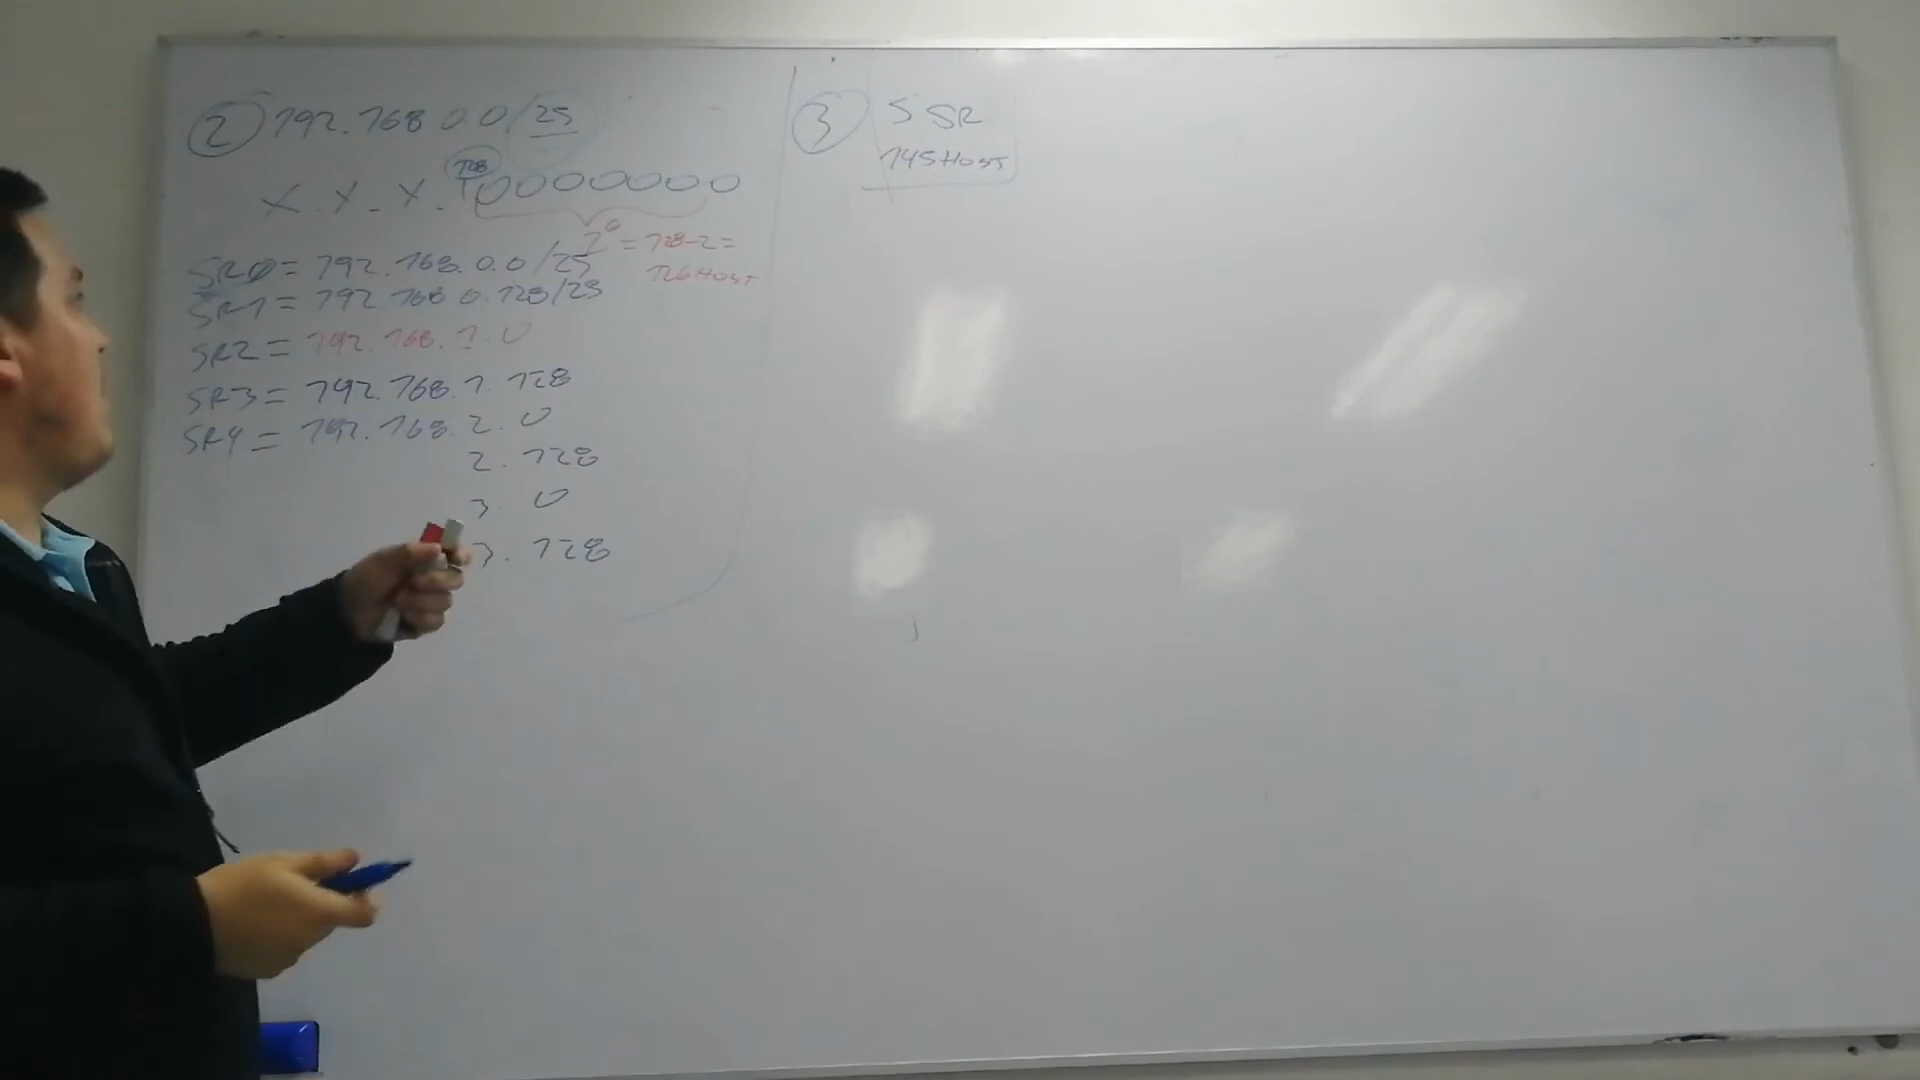 2 192.168 0.0/25
128
X.X.X.10000000
2⁶ = 128-2=
126 HOST
SR0= 192.168.0.0/25
SR1= 192 168 0.128/25
SR2= 192.168.1.0
SR3= 192.168.1.128
SR4= 192.168.2.0
2.128
3.0
3.128
3 5 SR
145 HOST